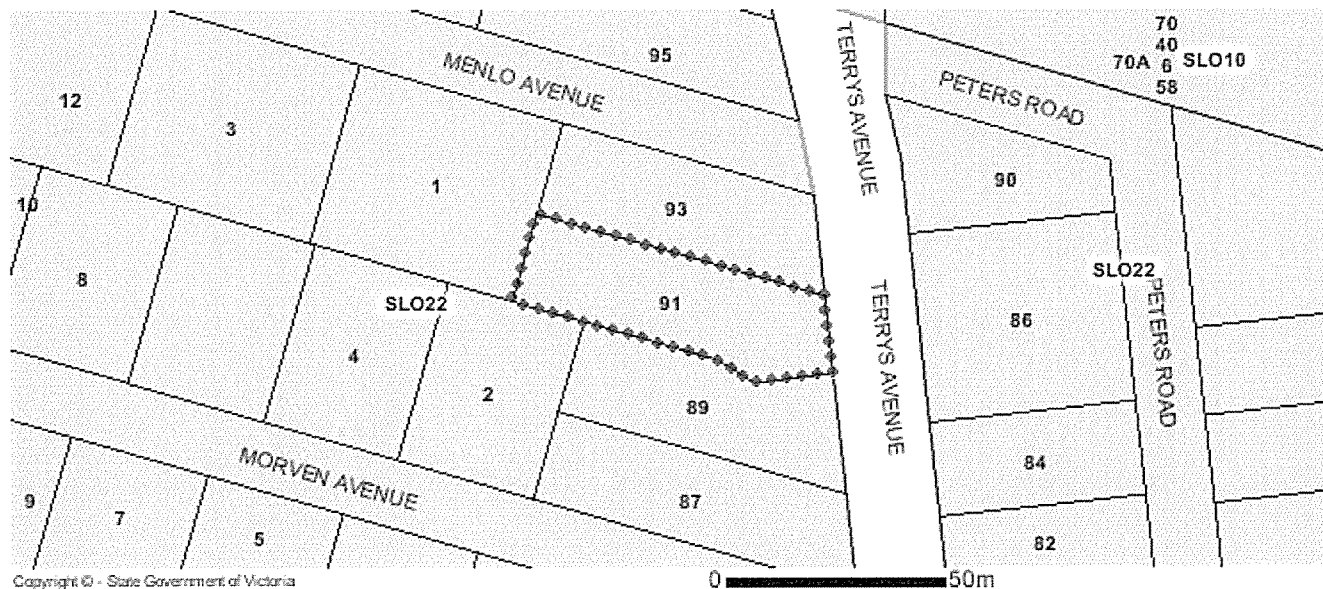 70
40
70A 6 SLO10
58
95
MENLO AVENUE
TERRYS AVENUE
PETERS ROAD
12
3
1
93
90
10
8
SLO22
91
SLO22
86
PETERS ROAD
TERRYS AVENUE
4
2
89
84
MORVEN AVENUE
87
9
7
5
82
Copyright © - State Government of Victoria
0 50m